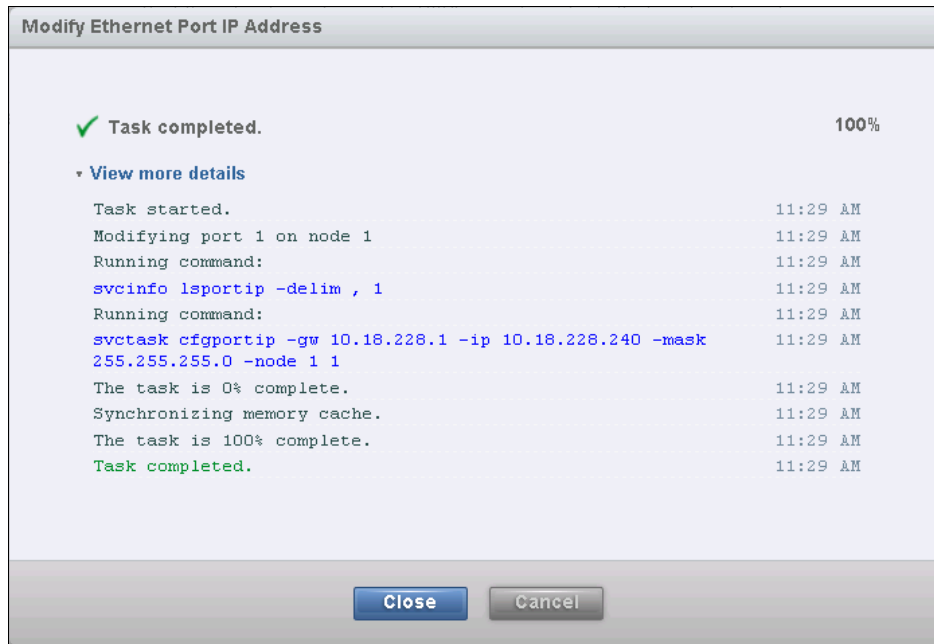 Modify Ethernet Port IP Address
Task completed. 100%
View more details
Task started. 11:29 AM
Modifying port 1 on node 1 11:29 AM
Running command: 11:29 AM
svcinfo lsportip -delim , 1 11:29 AM
Running command: 11:29 AM
svctask cfgportip -gw 10.18.228.1 -ip 10.18.228.240 -mask 11:29 AM
255.255.255.0 -node 1 1
The task is 0% complete. 11:29 AM
Synchronizing memory cache. 11:29 AM
The task is 100% complete. 11:29 AM
Task completed. 11:29 AM
Close Cancel